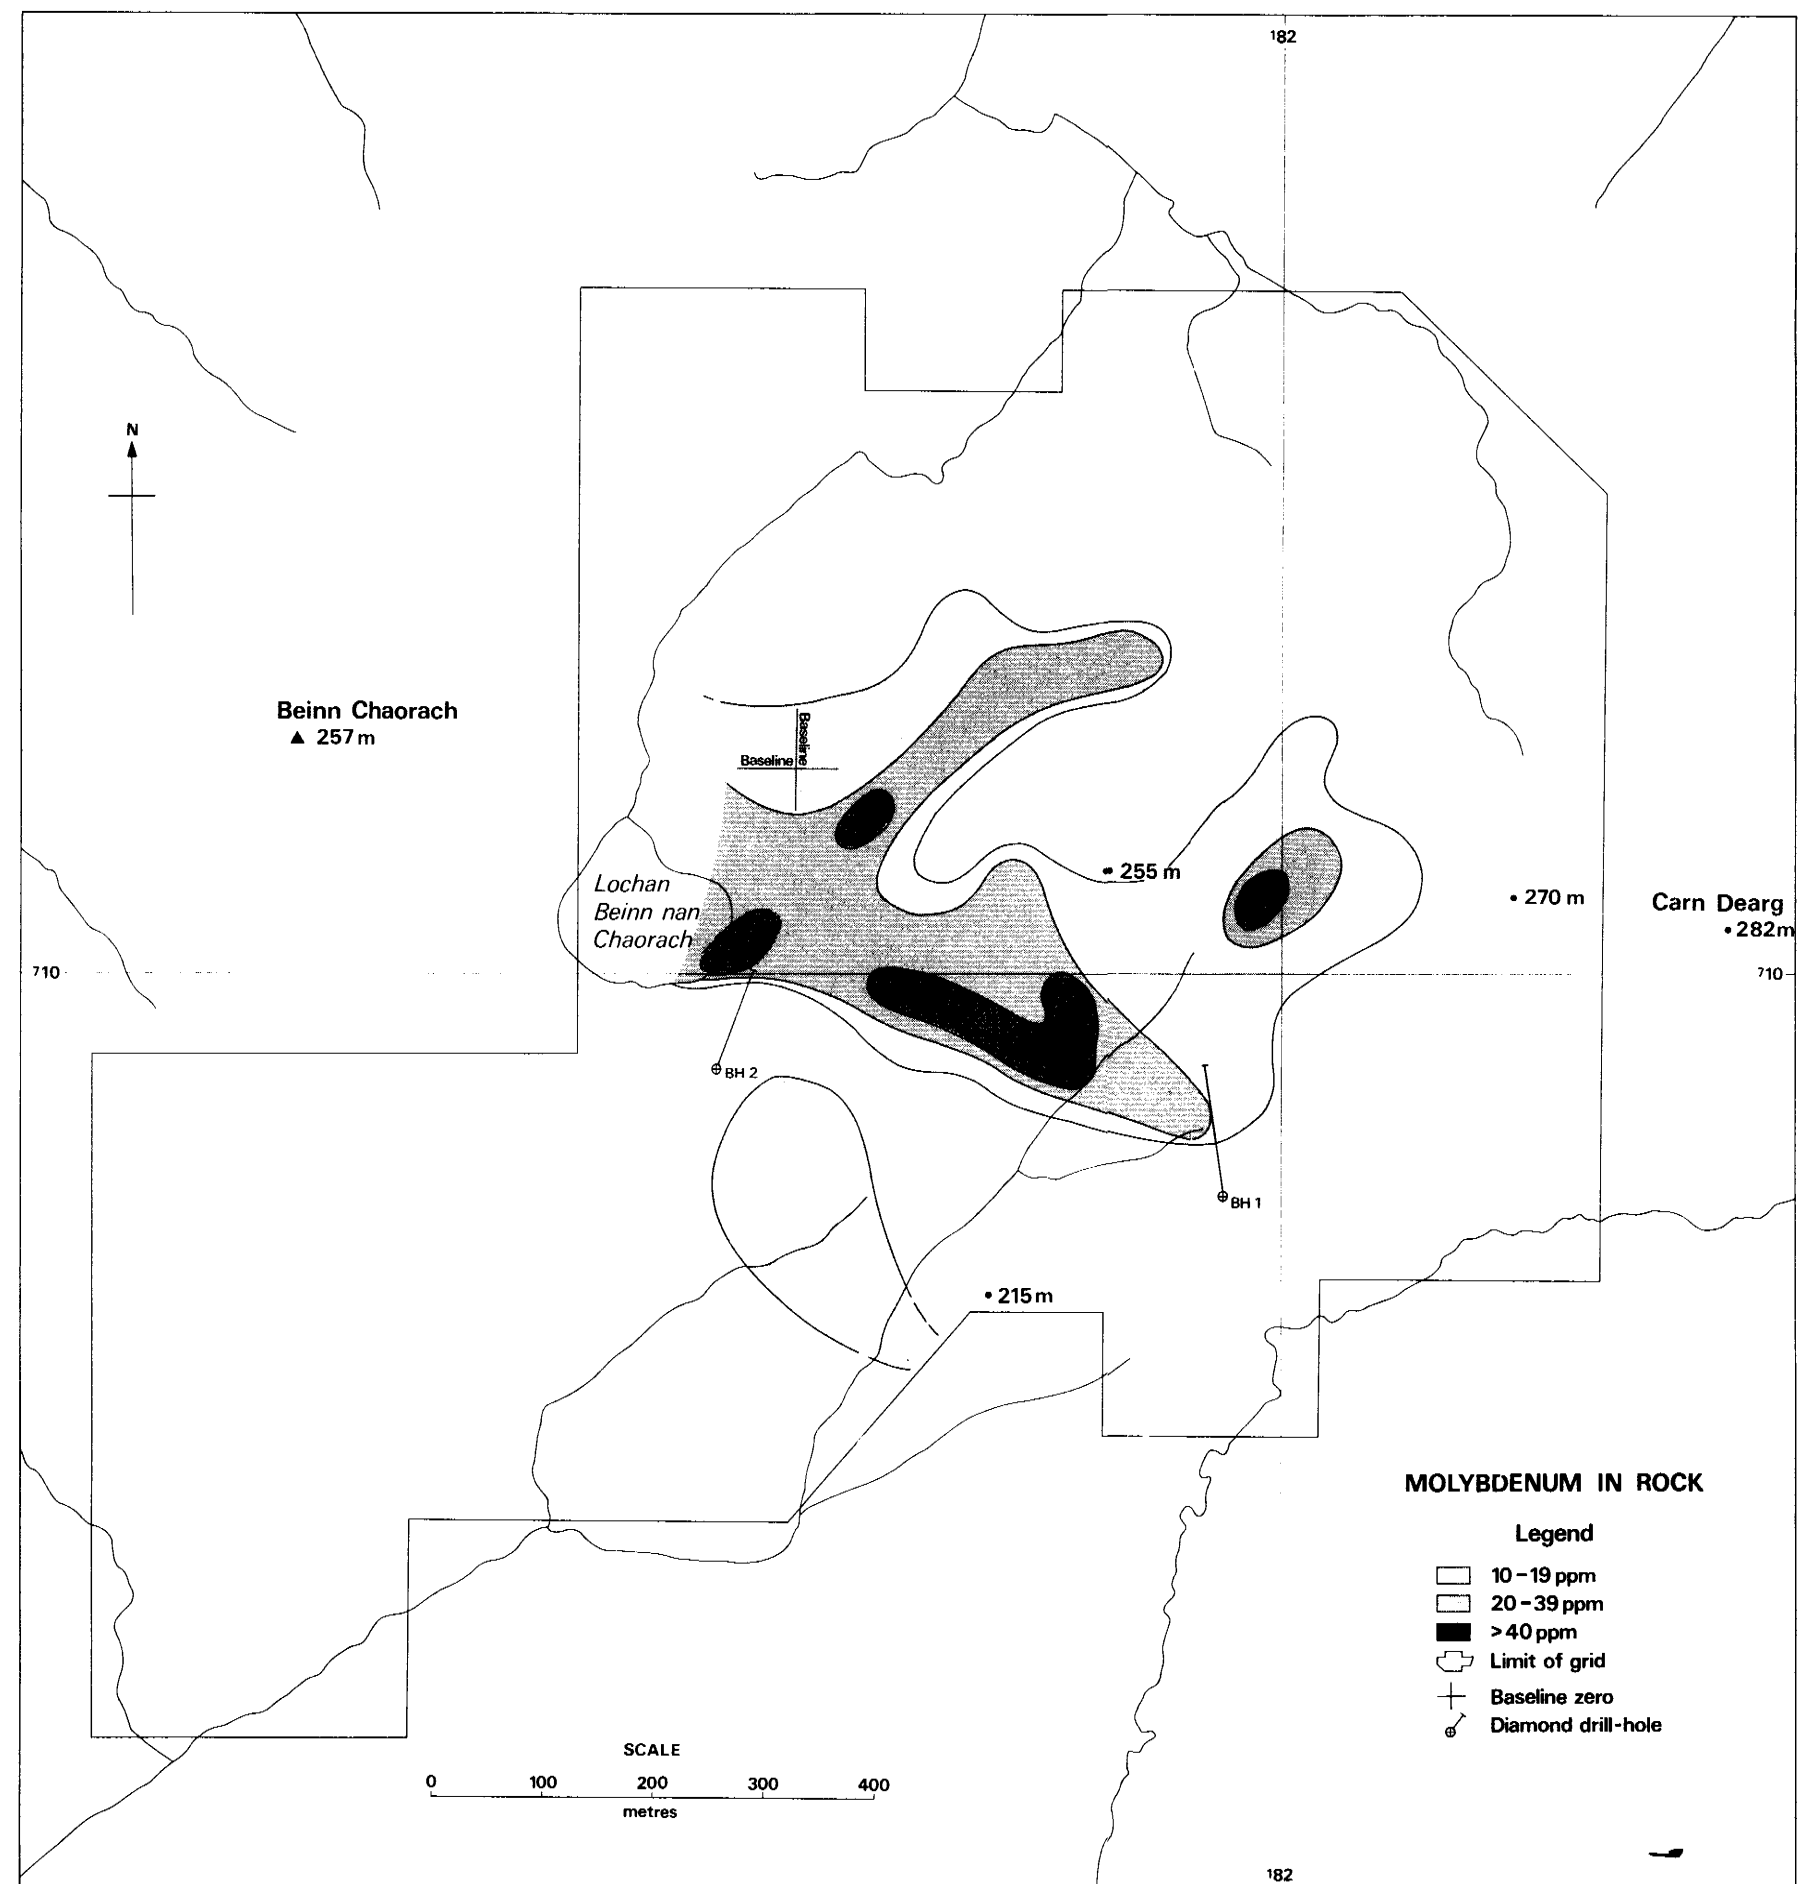 ¹82
N
Beinn Chaorach
257 m
Baseline
Baseline
255 m
Lochan
Beinn nan
Chaorach
270 m
Carn Dearg
282m
710
⁷10
BH 2
BH 1
215 m
MOLYBDENUM IN ROCK
Legend
10-19 ppm
20-39 ppm
>40 ppm
Limit of grid
Baseline zero
Diamond drill-hole
SCALE
0 100 200 300 400
metres
¹82